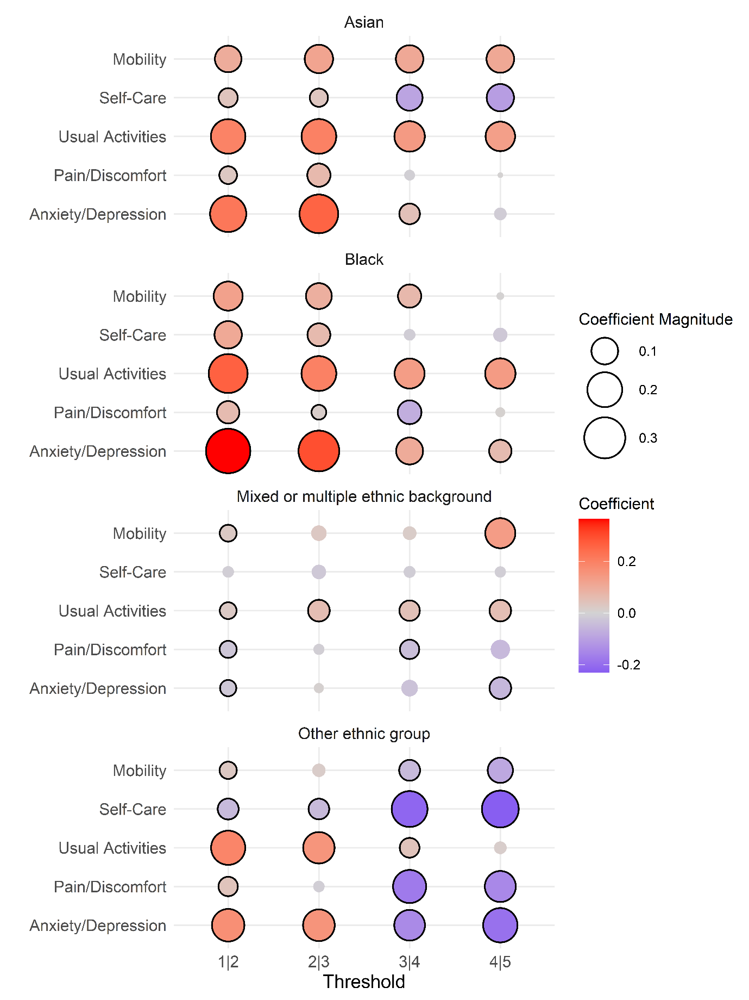 Asian
Mobility
Self-Care
Usual Activities
Pain/Discomfort
Anxiety/Depression
Black
Mobility
Self-Care
Usual Activities
Pain/Discomfort
Anxiety/Depression
Mixed or multiple ethnic background
Mobility
Self-Care
Usual Activities
Pain/Discomfort
Anxiety/Depression
Other ethnic group
Mobility
Self-Care
Usual Activities
Pain/Discomfort
Anxiety/Depression
1|2 2|3 3|4 4|5
Threshold
Coefficient Magnitude
0.1
0.2
0.3
Coefficient
0.2
0.0
-0.2